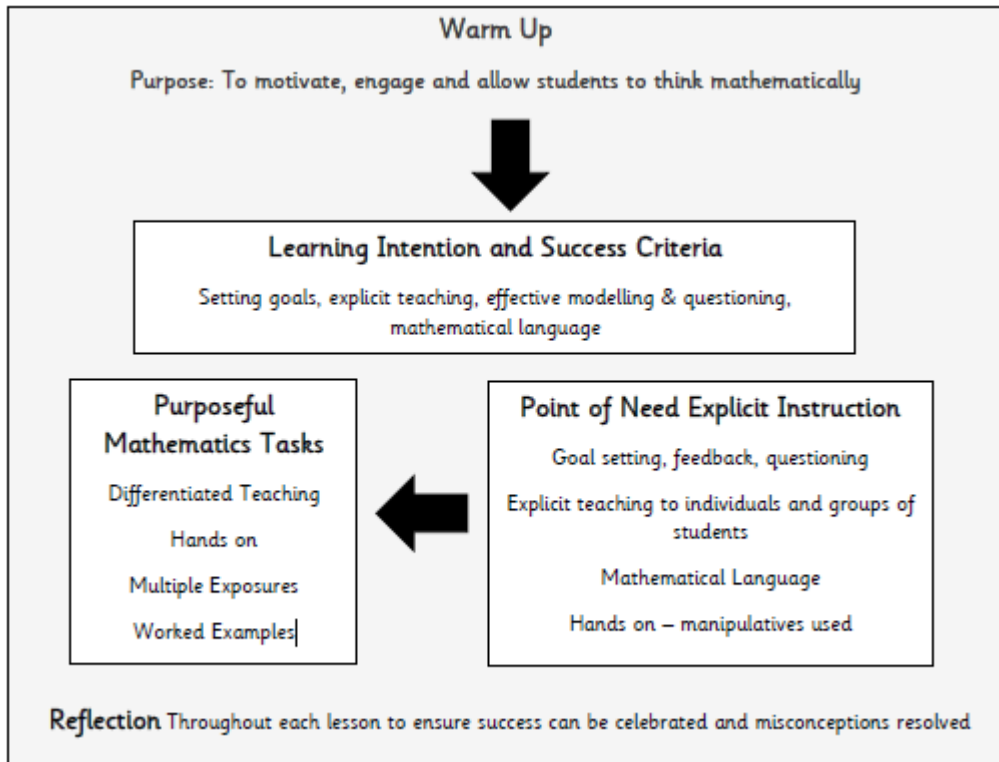 Warm Up
Purpose: To motivate, engage and allow students to think mathematically
Learning Intention and Success Criteria
Setting goals, explicit teaching, effective modelling & questioning,
mathematical language
Purposeful
Mathematics Tasks
Differentiated Teaching
Hands on
Multiple Exposures
Worked Examples
Point of Need Explicit Instruction
Goal setting, feedback, questioning
Explicit teaching to individuals and groups of
students
Mathematical Language
Hands on – manipulatives used
Reflection Throughout each lesson to ensure success can be celebrated and misconceptions resolved